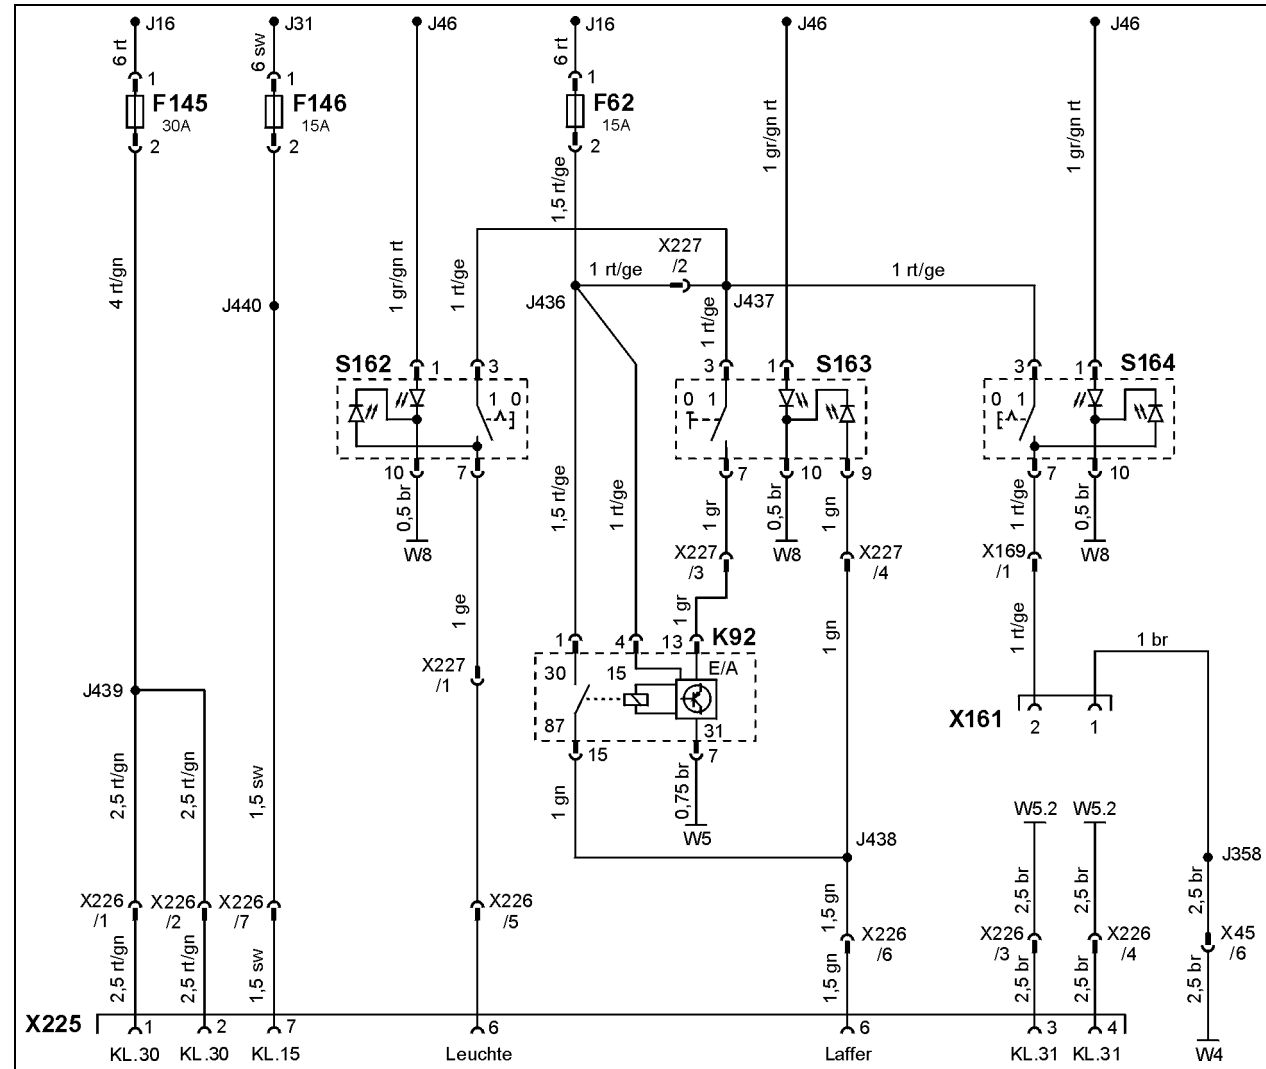 J16
J31
J46
J16
J46
J46
6 rt
6 sw
6 rt
1
1
1
F145
30A
F146
15A
F62
15A
2
2
2
1 gr/gn rt
1 gr/gn rt
1,5 rt/ge
4 rt/gn
1 gr/gn rt
1 rt/ge
X227
/2
1 rt/ge
1 rt/ge
J440
J436
J437
1 rt/ge
S162
1
3
3
1
S163
3
1
S164
1 0
0 1
0 1
10
7
7
10
9
7
10
0,5 br
1,5 rt/ge
1 rt/ge
1 gr
0,5 br
1 gn
1 rt/ge
0,5 br
W8
W8
W8
X227
/3
X227
/4
X169
/1
1 ge
1 gr
1 gn
1 rt/ge
1
4
13
K92
1 br
30
15
E/A
X227
/1
J439
87
31
X161
2
1
15
7
2,5 rt/gn
2,5 rt/gn
1,5 sw
1 gn
0,75 br
W5
W5.2
W5.2
J438
J358
2,5 br
2,5 br
2,5 br
1,5 gn
X226
/1
X226
/2
X226
/7
X226
/5
X226
/6
X226
/3
X226
/4
X45
/6
2,5 rt/gn
2,5 rt/gn
1,5 sw
1,5 gn
2,5 br
2,5 br
2,5 br
X225
1
2
7
6
6
3
4
KL.30
KL.30
KL.15
Leuchte
Laffer
KL.31
KL.31
W4